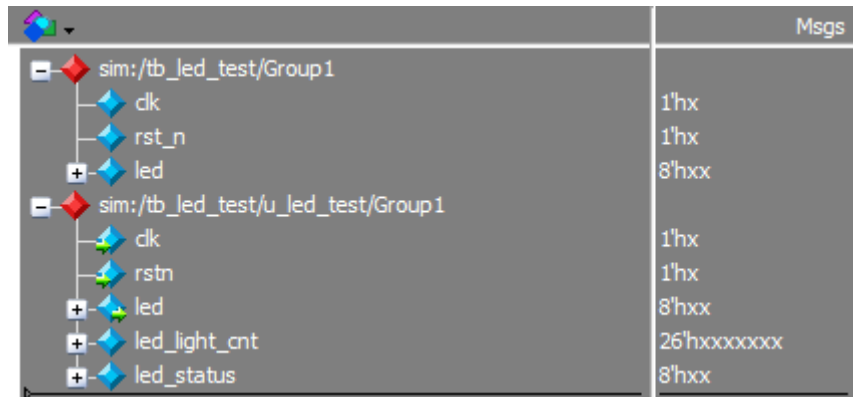 Msgs
sim:/tb_led_test/Group1
clk 1'hx
rst_n 1'hx
led 8'hxx
sim:/tb_led_test/u_led_test/Group1
clk 1'hx
rstn 1'hx
led 8'hxx
led_light_cnt 26'hxxxxxxx
led_status 8'hxx